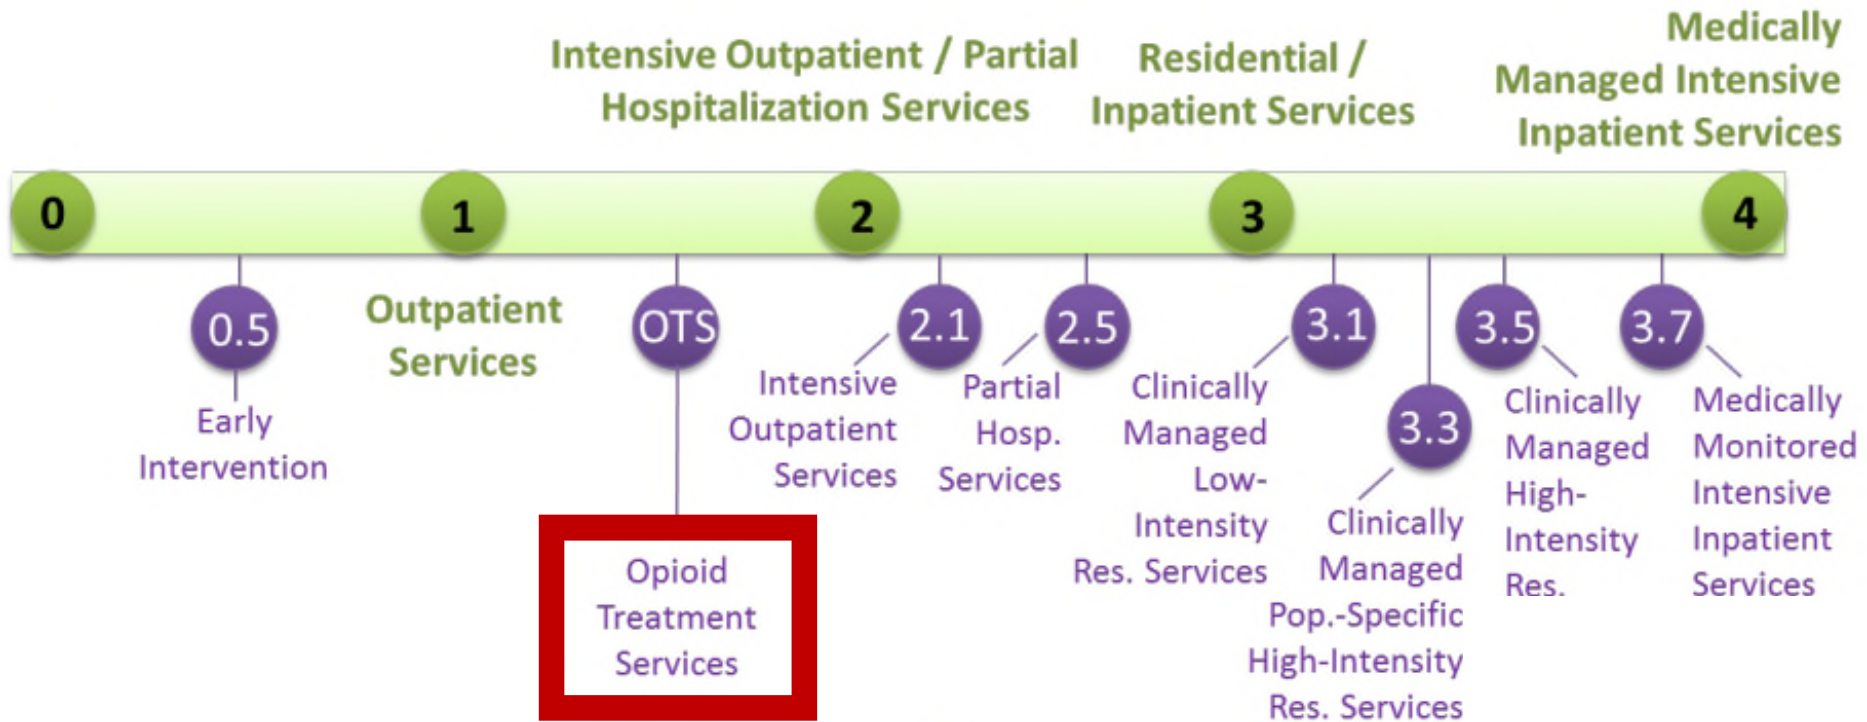 Intensive Outpatient / Partial
Hospitalization Services
Residential /
Inpatient Services
Medically
Managed Intensive
Inpatient Services
0
1
2
3
4
0.5
Early
Intervention
Outpatient
Services
OTS
Opioid
Treatment
Services
2.1
Intensive
Outpatient
Services
2.5
Partial
Hosp.
Services
3.1
Clinically
Managed
Low-
Intensity
Res. Services
3.3
Clinically
Managed
Pop.-Specific
High-Intensity
Res. Services
3.5
Clinically
Managed
High-
Intensity
Res.
3.7
Medically
Monitored
Intensive
Inpatient
Services